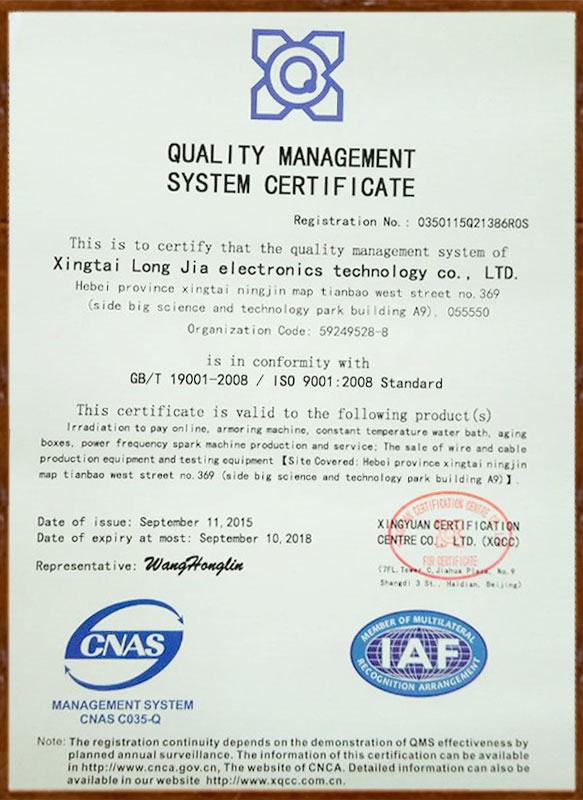 QUALITY MANAGEMENT
SYSTEM CERTIFICATE
Registration No.: 0350115Q21386R0S
This is to certify that the quality management system of
Xingtai Long Jia electronics technology co., LTD.
Hebei province xingtai ningjin map tianbao west street no.369
(side big science and technology park building A9), 055550
Organization Code: 59249528-8
is in conformity with
GB/T 19001-2008 / ISO 9001:2008 Standard
This certificate is valid to the following product(s)
Irradiation to pay online, armoring machine, constant temperature water bath, aging
boxes, power frequency spark machine production and service; The sale of wire and cable
production equipment and testing equipment【Site Covered: Hebei province xingtai ningjin
map tianbao west street no.369 (side big science and technology park building A9)】.
Date of issue: September 11,2015
Date of expiry at most: September 10,2018
Representative: WangHonglin
XINGYUAN CERTIFICATION
CENTRE CO., LTD. (XQCC)
(7FL.Tower C,Jiahua Plaza, No.9
Shangdi 3 St., Haidian, Beijing)
CERTIFICATION CENTRE
FOR CERTIFICATE
CNAS
MANAGEMENT SYSTEM
CNAS C035-Q
MEMBER OF MULTILATERAL
IAF
RECOGNITION ARRANGEMENT
Note: The registration continuity depends on the demonstration of QMS effectiveness by
planned annual surveillance. The information of this certification can be available
in http://www.cnca.gov.cn, The website of CNCA. Detailed information can also be
available in our website http://www.xqcc.com.cn.